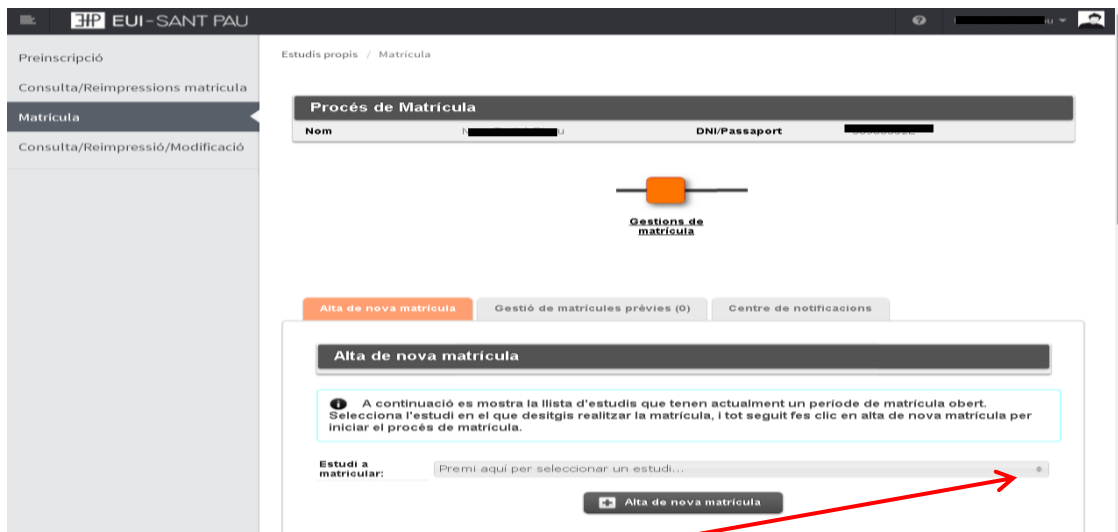 EUI-SANT PAU
Preinscripció
Consulta/Reimpressions matricula
Matrícula
Consulta/Reimpressió/Modificació
Estudis propis / Matrícula
Procés de Matrícula
Nom
DNI/Passaport
Gestions de
matrícula
Alta de nova matrícula
Gestió de matrícules prèvies (0)
Centre de notificacions
Alta de nova matrícula
A continuació es mostra la llista d'estudis que tenen actualment un període de matrícula obert.
Selecciona l'estudi en el que desitgis realitzar la matrícula, i tot seguit fes clic en alta de nova matrícula per
iniciar el procés de matrícula.
Estudi a
matricular:
Premi aquí per seleccionar un estudi...
Alta de nova matrícula